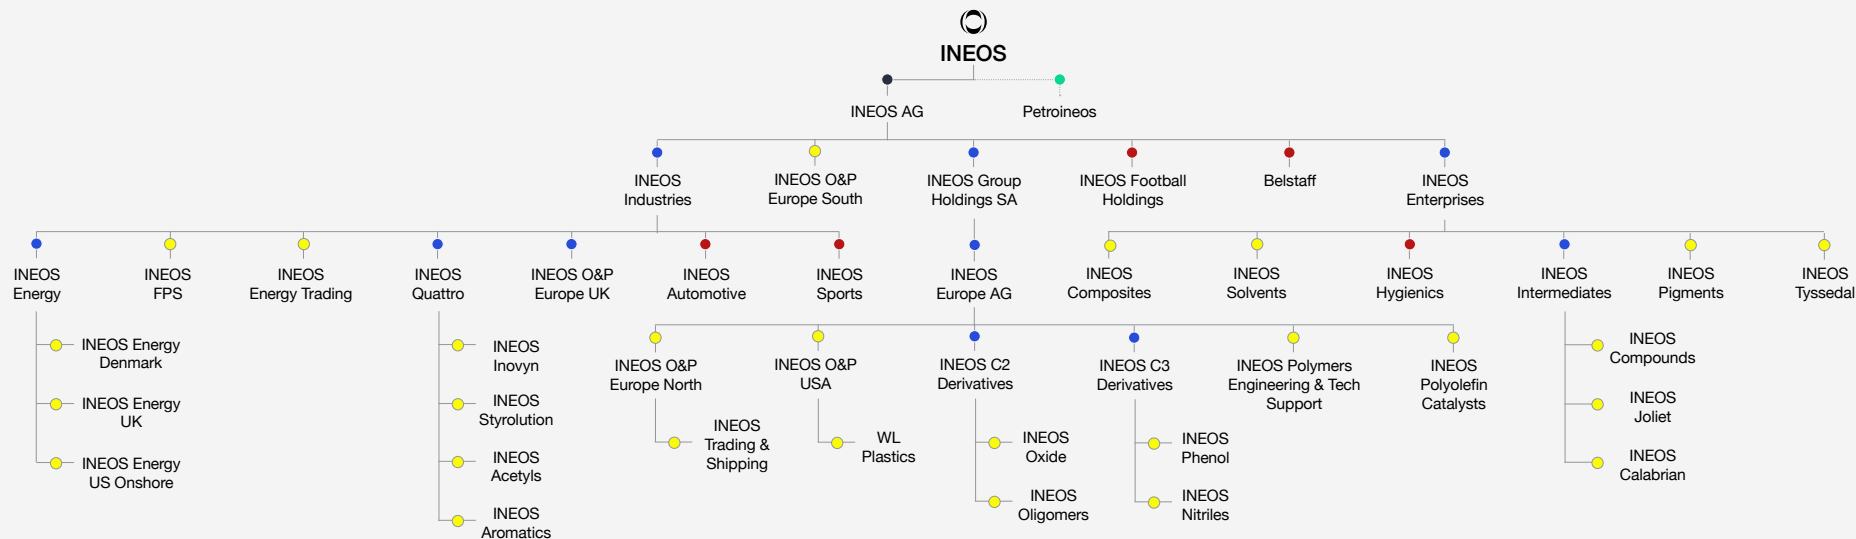 INEOS
INEOS AG
Petroineos
INEOS
Industries
INEOS O&P
Europe South
INEOS Group
Holdings SA
INEOS Football
Holdings
Belstaff
INEOS
Enterprises
INEOS
Energy
INEOS
FPS
INEOS
Energy Trading
INEOS
Quattro
INEOS O&P
Europe UK
INEOS
Automotive
INEOS
Sports
INEOS
Europe AG
INEOS
Composites
INEOS
Solvents
INEOS
Hygienics
INEOS
Intermediates
INEOS
Pigments
INEOS
Tyssedal
INEOS Energy
Denmark
INEOS Energy
UK
INEOS Energy
US Onshore
INEOS
Inovyn
INEOS
Styrolution
INEOS
Acetyls
INEOS
Aromatics
INEOS O&P
Europe North
INEOS O&P
USA
INEOS C2
Derivatives
INEOS C3
Derivatives
INEOS Polymers
Engineering & Tech
Support
INEOS
Polyolefin
Catalysts
INEOS
Trading &
Shipping
WL
Plastics
INEOS
Oxide
INEOS
Oligomers
INEOS
Phenol
INEOS
Nitriles
INEOS
Compounds
INEOS
Joliet
INEOS
Calabrian